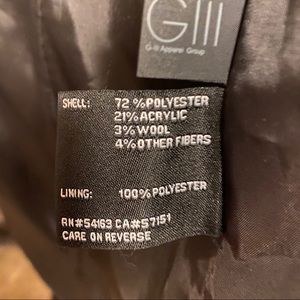 GIII
G-III Apparel Group
SHELL: 72%POLYESTER
21%ACRYLIC
3%WOOL
4%OTHER FIBERS
LINING: 100%POLYESTER
RN#54163 CA#57151
CARE ON REVERSE